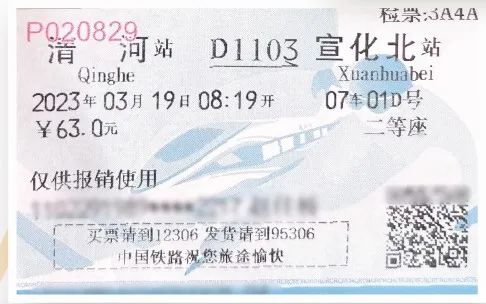 检票:3A4A
P020829
清 河站 D1103 宣化北站
Qinghe Xuanhuabei
2023年03月19日08:19开 07车01D号
￥63.0元 二等座
仅供报销使用
买票请到12306 发货请到95306
中国铁路祝您旅途愉快